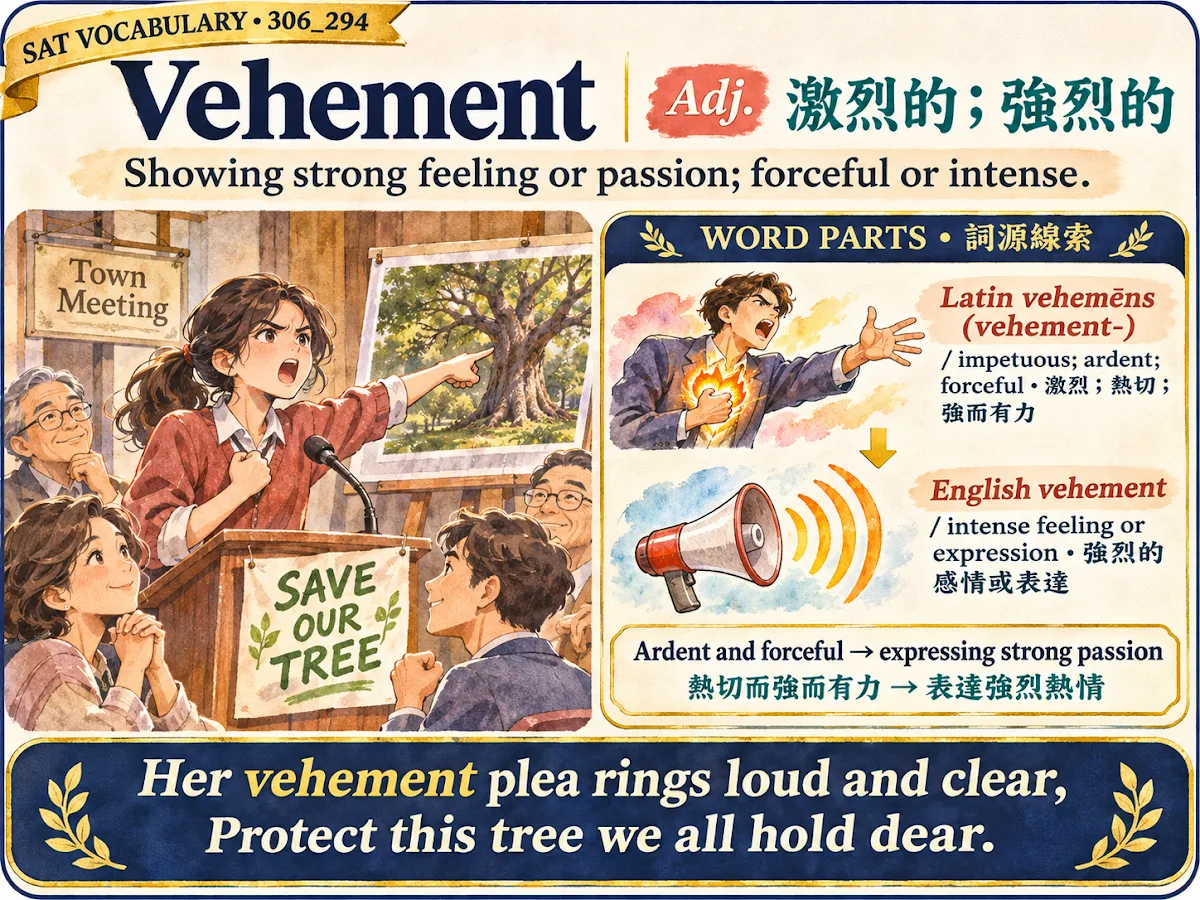 SAT VOCABULARY • 306_294
Vehement
Adj. 激烈的；強烈的
Showing strong feeling or passion; forceful or intense.
Town
Meeting
SAVE
OUR
TREE
WORD PARTS • 詞源線索
Latin vehemēns
(vehement-)
/ impetuous; ardent;
forceful • 激烈；熱切；
強而有力
English vehement
/ intense feeling or
expression • 強烈的
感情或表達
Ardent and forceful → expressing strong passion
熱切而強而有力 → 表達強烈熱情
Her vehement plea rings loud and clear,
Protect this tree we all hold dear.